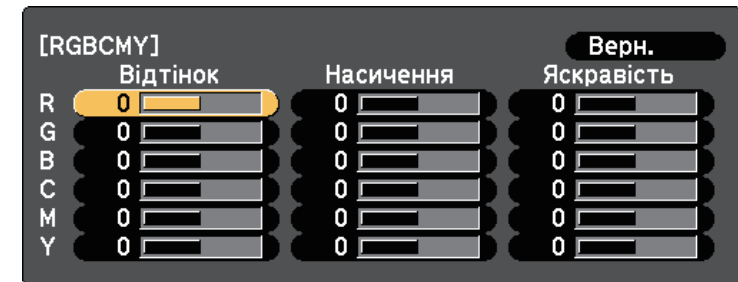 [RGBCMY] Верн.
Відтінок Насичення Яскравість
R 0 0 0
G 0 0 0
B 0 0 0
C 0 0 0
M 0 0 0
Y 0 0 0